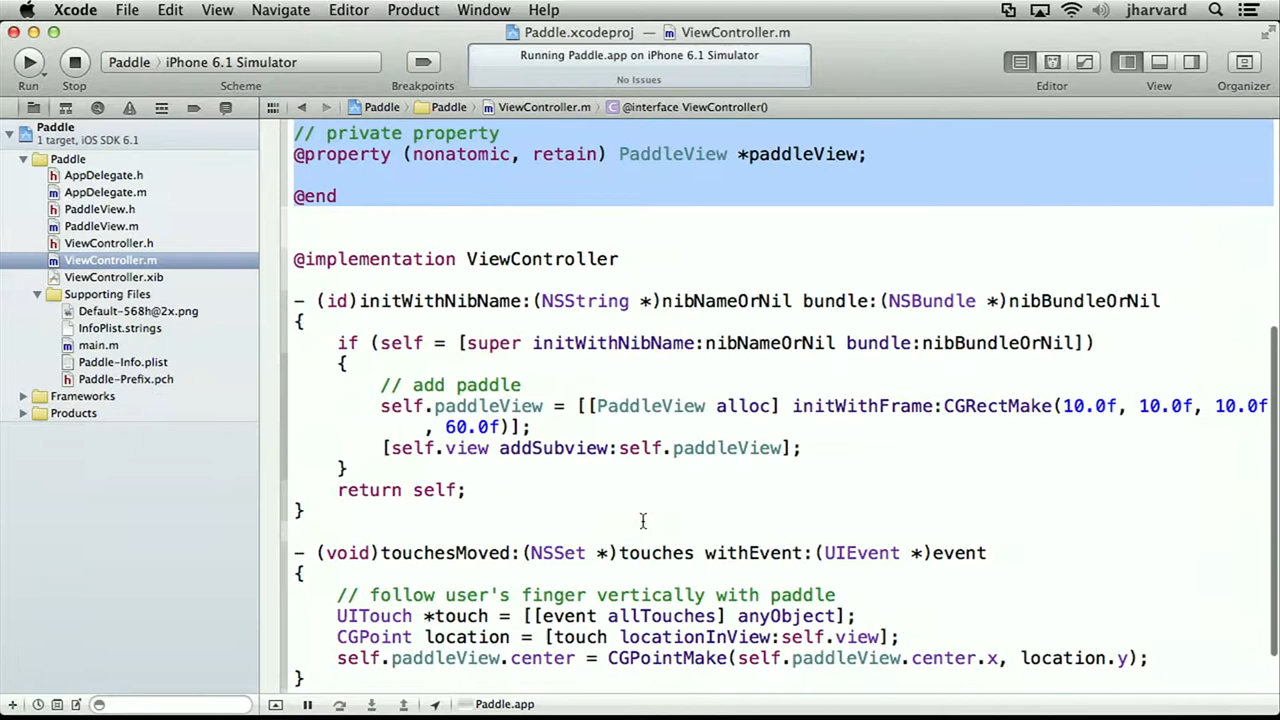 Xcode File Edit View Navigate Editor Product Window Help jharvard
Paddle.xcodeproj — ViewController.m
Run Stop Paddle iPhone 6.1 Simulator Scheme Breakpoints
Running Paddle.app on iPhone 6.1 Simulator
No Issues
Editor View Organizer
Paddle Paddle ViewController.m @interface ViewController()
Paddle
1 target, iOS SDK 6.1
Paddle
AppDelegate.h
AppDelegate.m
PaddleView.h
PaddleView.m
ViewController.h
ViewController.m
ViewController.xib
Supporting Files
Default-568h@2x.png
InfoPlist.strings
main.m
Paddle-Info.plist
Paddle-Prefix.pch
Frameworks
Products
// private property
@property (nonatomic, retain) PaddleView *paddleView;
@end
@implementation ViewController
- (id)initWithNibName:(NSString *)nibNameOrNil bundle:(NSBundle *)nibBundleOrNil
{
if (self = [super initWithNibName:nibNameOrNil bundle:nibBundleOrNil])
{
// add paddle
self.paddleView = [[PaddleView alloc] initWithFrame:CGRectMake(10.0f, 10.0f, 10.0f
, 60.0f)];
[self.view addSubview:self.paddleView];
}
return self;
}
- (void)touchesMoved:(NSSet *)touches withEvent:(UIEvent *)event
{
// follow user's finger vertically with paddle
UITouch *touch = [[event allTouches] anyObject];
CGPoint location = [touch locationInView:self.view];
self.paddleView.center = CGPointMake(self.paddleView.center.x, location.y);
}
Paddle.app